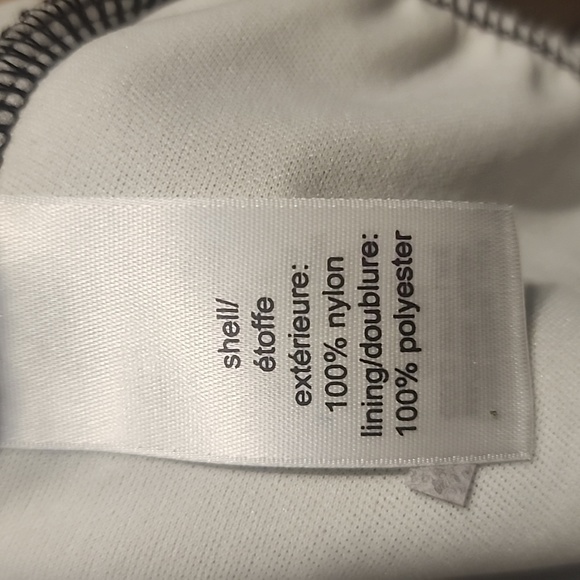 shell/
étoffe
extérieure:
100% nylon
lining/doublure:
100% polyester